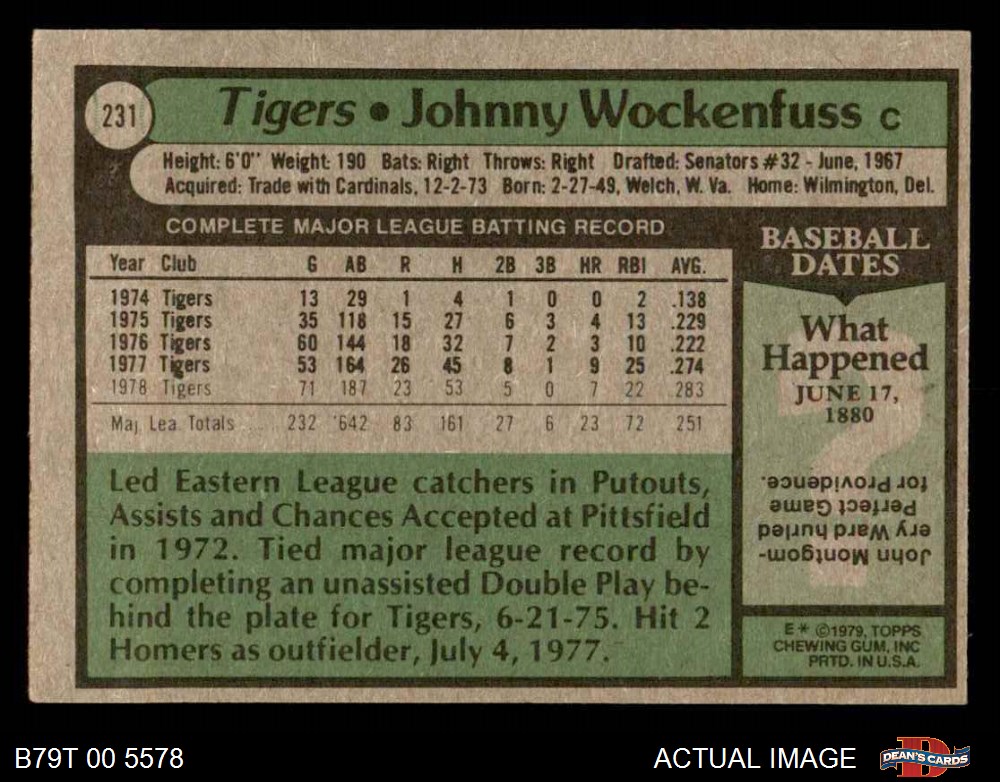 231
Tigers • Johnny Wockenfuss C
Height: 6'0" Weight: 190 Bats: Right Throws: Right Drafted: Senators #32 - June, 1967
Acquired: Trade with Cardinals, 12-2-73 Born: 2-27-49, Welch, W. Va. Home: Wilmington, Del.
COMPLETE MAJOR LEAGUE BATTING RECORD
Year Club G AB R H 2B 3B HR RBI AVG.
1974 Tigers 13 29 1 4 1 0 0 2 .138
1975 Tigers 35 118 15 27 6 3 4 13 .229
1976 Tigers 60 144 18 32 7 2 3 10 .222
1977 Tigers 53 164 26 45 8 1 9 25 .274
1978 Tigers 71 187 23 53 5 0 7 22 .283
Maj. Lea. Totals 232 642 83 161 27 6 23 72 .251
Led Eastern League catchers in Putouts,
Assists and Chances Accepted at Pittsfield
in 1972. Tied major league record by
completing an unassisted Double Play be-
hind the plate for Tigers, 6-21-75. Hit 2
Homers as outfielder, July 4, 1977.
BASEBALL
DATES
What
Happened
JUNE 17,
1880
John Montgom-
ery Ward hurled
Perfect Game
for Providence.
E* ©1979, TOPPS
CHEWING GUM, INC
PRTD. IN U.S.A.
B79T 00 5578
ACTUAL IMAGE
DEAN'S CARDS